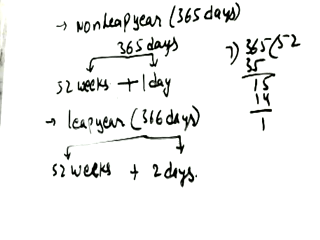 → nonleapyear (365 days)
365 days
52 weeks + 1 day
→ leapyear (366 days)
52 weeks + 2 days.
7) 365 (52
35
15
14
1